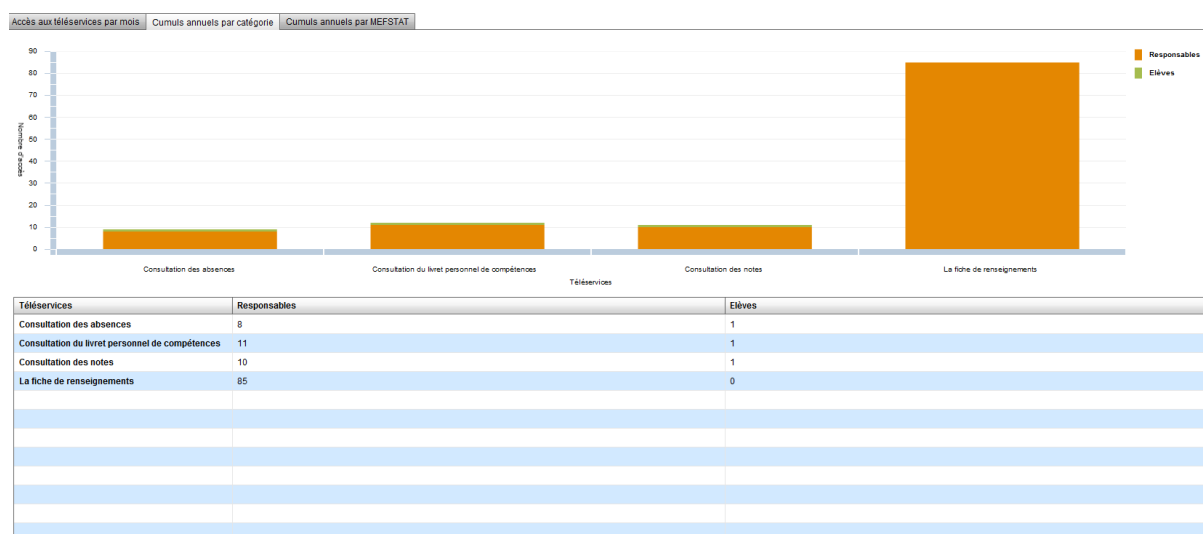 Accès aux téléservices par mois Cumuls annuels par catégorie Cumuls annuels par MEFSTAT
90
80
70
60
50
40
30
20
10
0
Nombre d'accès
Responsables
Elèves
Consultation des absences Consultation du livret personnel de compétences Consultation des notes La fiche de renseignements
Téléservices
Téléservices Responsables Elèves
Consultation des absences 8 1
Consultation du livret personnel de compétences 11 1
Consultation des notes 10 1
La fiche de renseignements 85 0